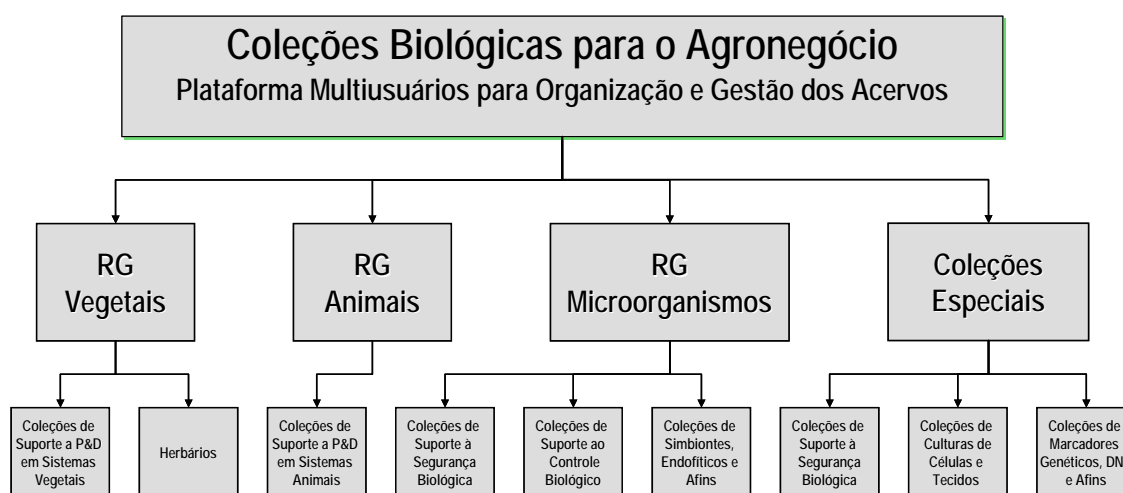 Coleções Biológicas para o Agronegócio
Plataforma Multiusuários para Organização e Gestão dos Acervos
RG
Vegetais
RG
Animais
RG
Microorganismos
Coleções
Especiais
Coleções de
Suporte a P&D
em Sistemas
Vegetais
Herbários
Coleções de
Suporte a P&D
em Sistemas
Animais
Coleções de
Suporte à
Segurança
Biológica
Coleções de
Suporte ao
Controle
Biológico
Coleções de
Simbiontes,
Endofíticos e
Afins
Coleções de
Suporte à
Segurança
Biológica
Coleções de
Culturas de
Células e
Tecidos
Coleções de
Marcadores
Genéticos, DN
e Afins